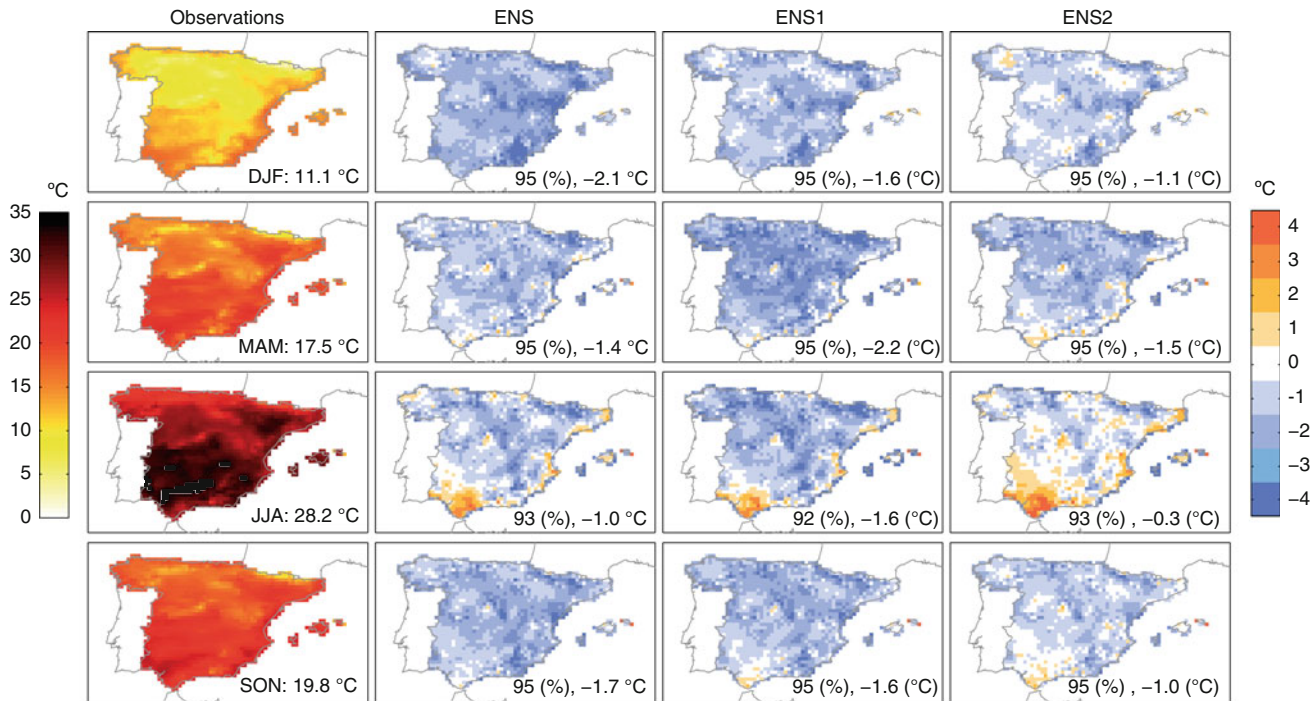 Observations ENS ENS1 ENS2
DJF: 11.1 °C 95 (%), −2.1 °C 95 (%), −1.6 (°C) 95 (%) , −1.1 (°C)
MAM: 17.5 °C 95 (%), −1.4 °C 95 (%), −2.2 (°C) 95 (%) , −1.5 (°C)
JJA: 28.2 °C 93 (%), −1.0 °C 92 (%), −1.6 (°C) 93 (%) , −0.3 (°C)
SON: 19.8 °C 95 (%), −1.7 °C 95 (%), −1.6 (°C) 95 (%) , −1.0 (°C)
ºC
35
30
25
20
15
10
5
0
ºC
4
3
2
1
0
−1
−2
−3
−4